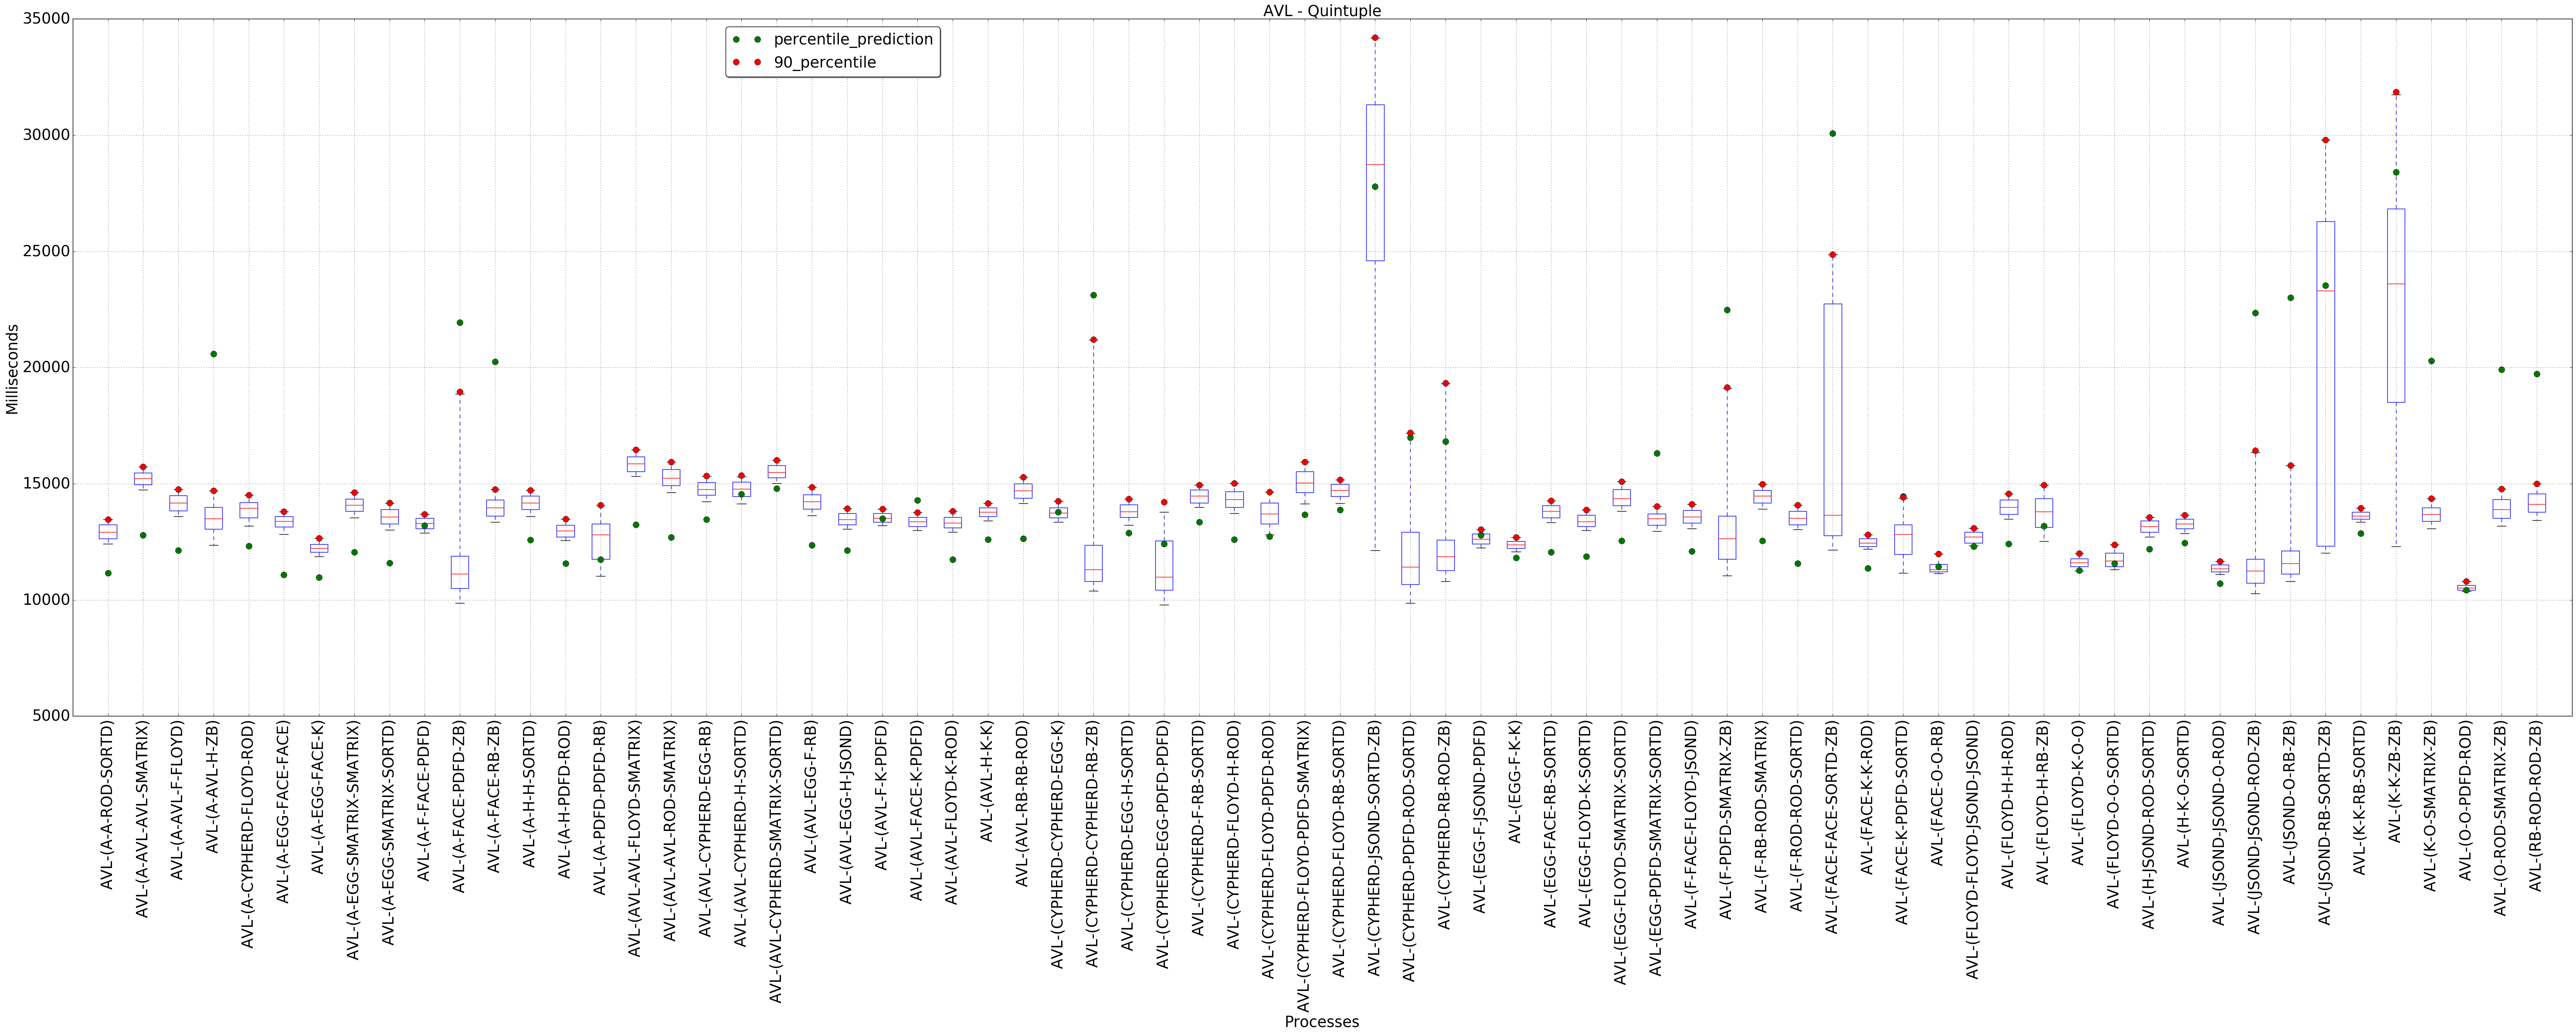 AVL - Quintuple
percentile_prediction
90_percentile
Milliseconds
35000
30000
25000
20000
15000
10000
5000
AVL-(A-A-ROD-SORTD)
AVL-(A-AVL-AVL-SMATRIX)
AVL-(A-AVL-F-FLOYD)
AVL-(A-AVL-H-ZB)
AVL-(A-CYPHERD-FLOYD-ROD)
AVL-(A-EGG-FACE-FACE)
AVL-(A-EGG-FACE-K)
AVL-(A-EGG-SMATRIX-SMATRIX)
AVL-(A-EGG-SMATRIX-SORTD)
AVL-(A-F-FACE-PDFD)
AVL-(A-FACE-PDFD-ZB)
AVL-(A-FACE-RB-ZB)
AVL-(A-H-H-SORTD)
AVL-(A-H-PDFD-ROD)
AVL-(A-PDFD-PDFD-RB)
AVL-(AVL-AVL-FLOYD-SMATRIX)
AVL-(AVL-AVL-ROD-SMATRIX)
AVL-(AVL-CYPHERD-EGG-RB)
AVL-(AVL-CYPHERD-H-SORTD)
AVL-(AVL-CYPHERD-SMATRIX-SORTD)
AVL-(AVL-EGG-F-RB)
AVL-(AVL-EGG-H-JSOND)
AVL-(AVL-F-K-PDFD)
AVL-(AVL-FACE-K-PDFD)
AVL-(AVL-FLOYD-K-ROD)
AVL-(AVL-H-K-K)
AVL-(AVL-RB-RB-ROD)
AVL-(CYPHERD-CYPHERD-EGG-K)
AVL-(CYPHERD-CYPHERD-RB-ZB)
AVL-(CYPHERD-EGG-H-SORTD)
AVL-(CYPHERD-EGG-PDFD-PDFD)
AVL-(CYPHERD-F-RB-SORTD)
AVL-(CYPHERD-FLOYD-H-ROD)
AVL-(CYPHERD-FLOYD-PDFD-ROD)
AVL-(CYPHERD-FLOYD-PDFD-SMATRIX)
AVL-(CYPHERD-FLOYD-RB-SORTD)
AVL-(CYPHERD-JSOND-SORTD-ZB)
AVL-(CYPHERD-PDFD-ROD-SORTD)
AVL-(CYPHERD-RB-ROD-ZB)
AVL-(EGG-F-JSOND-PDFD)
AVL-(EGG-F-K-K)
AVL-(EGG-FACE-RB-SORTD)
AVL-(EGG-FLOYD-K-SORTD)
AVL-(EGG-FLOYD-SMATRIX-SORTD)
AVL-(EGG-PDFD-SMATRIX-SORTD)
AVL-(F-FACE-FLOYD-JSOND)
AVL-(F-PDFD-SMATRIX-ZB)
AVL-(F-RB-ROD-SMATRIX)
AVL-(F-ROD-ROD-SORTD)
AVL-(FACE-FACE-SORTD-ZB)
AVL-(FACE-K-K-ROD)
AVL-(FACE-K-PDFD-SORTD)
AVL-(FACE-O-O-RB)
AVL-(FLOYD-FLOYD-JSOND-JSOND)
AVL-(FLOYD-H-H-ROD)
AVL-(FLOYD-H-RB-ZB)
AVL-(FLOYD-K-O-O)
AVL-(FLOYD-O-O-SORTD)
AVL-(H-JSOND-ROD-SORTD)
AVL-(H-K-O-SORTD)
AVL-(JSOND-JSOND-O-ROD)
AVL-(JSOND-JSOND-ROD-ZB)
AVL-(JSOND-O-RB-ZB)
AVL-(JSOND-RB-SORTD-ZB)
AVL-(K-K-RB-SORTD)
AVL-(K-K-ZB-ZB)
AVL-(K-O-SMATRIX-ZB)
AVL-(O-O-PDFD-ROD)
AVL-(O-ROD-SMATRIX-ZB)
AVL-(RB-ROD-ROD-ZB)
Processes